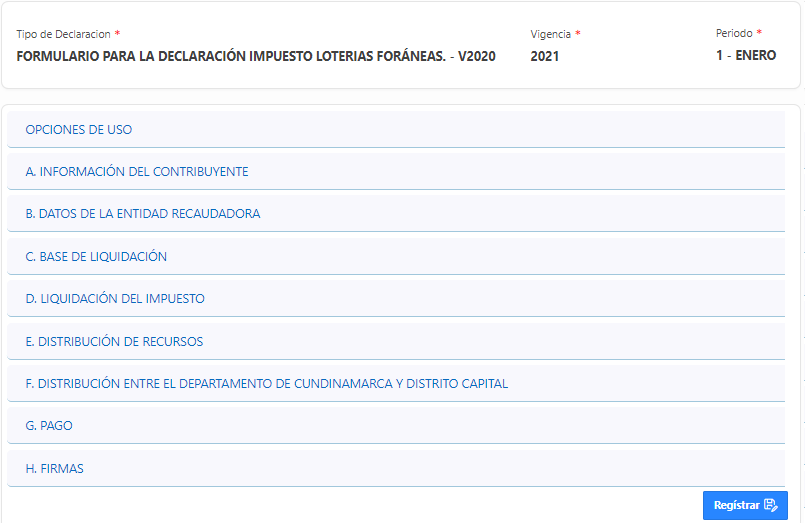 Tipo de Declaracion * Vigencia * Periodo *
FORMULARIO PARA LA DECLARACIÓN IMPUESTO LOTERIAS FORÁNEAS. - V2020 2021 1 - ENERO
OPCIONES DE USO
A. INFORMACIÓN DEL CONTRIBUYENTE
B. DATOS DE LA ENTIDAD RECAUDADORA
C. BASE DE LIQUIDACIÓN
D. LIQUIDACIÓN DEL IMPUESTO
E. DISTRIBUCIÓN DE RECURSOS
F. DISTRIBUCIÓN ENTRE EL DEPARTAMENTO DE CUNDINAMARCA Y DISTRITO CAPITAL
G. PAGO
H. FIRMAS
Regístrar